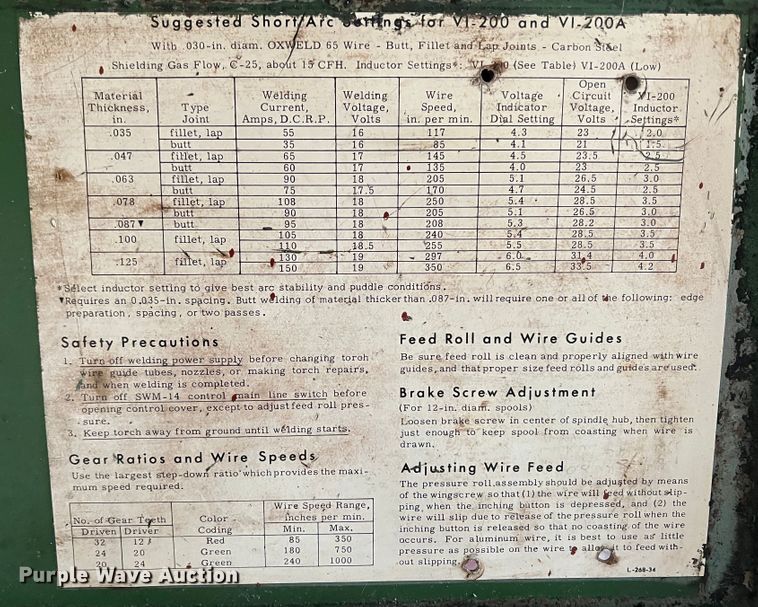 Suggested Short Arc Settings for VI-200 and VI-200A
With .030-in. diam. OXWELD 65 Wire - Butt, Fillet and Lap Joints - Carbon Steel
Shielding Gas Flow, C-25, about 15 CFH. Inductor Settings*: (See Table) VI-200A (Low)
Material Thickness, in. Type Joint Welding Current, Amps, D.C.R.P. Welding Voltage, Volts Wire Speed, in. per min. Voltage Indicator Dial Setting Open Circuit Voltage, Volts VI-200 Inductor Settings*
.035 fillet, lap 55 16 117 4.3 23 2.0
butt 35 16 85 4.1 21 1.5
.047 fillet, lap 65 17 145 4.5 23.5 2.5
butt 60 17 135 4.0 23 2.5
.063 fillet, lap 90 18 205 5.1 26.5 3.0
butt 75 17.5 170 4.7 24.5 2.5
.078 fillet, lap 108 18 250 5.4 28.5 3.5
butt 90 18 205 5.1 26.5 3.0
.087▼ butt 95 18 208 5.3 28.2 3.0
.100 fillet, lap 105 18 240 5.4 28.5 3.5
110 18.5 255 5.5 28.5 3.5
.125 fillet, lap 130 19 297 6.0 31.4 4.0
150 19 350 6.5 33.5 4.2
*Select inductor setting to give best arc stability and puddle conditions.
▼Requires an 0.035-in. spacing. Butt welding of material thicker than .087-in. will require one or all of the following: edge
preparation, spacing, or two passes.
Safety Precautions
1. Turn off welding power supply before changing torch
wire guide tubes, nozzles, or making torch repairs,
and when welding is completed.
2. Turn off SWM-14 control main line switch before
opening control cover, except to adjust feed roll pres-
sure.
3. Keep torch away from ground until welding starts.
Gear Ratios and Wire Speeds
Use the largest step-down ratio which provides the maxi-
mum speed required.
No. of Gear Teeth Color Coding Wire Speed Range, inches per min.
Driven Driver Min. Max.
32 12 Red 85 350
24 20 Green 180 750
20 24 Green 240 1000
Feed Roll and Wire Guides
Be sure feed roll is clean and properly aligned with wire
guides, and that proper size feed rolls and guides are used.
Brake Screw Adjustment
(For 12-in. diam. spools)
Loosen brake screw in center of spindle hub, then tighten
just enough to keep spool from coasting when wire is
drawn.
Adjusting Wire Feed
The pressure roll assembly should be adjusted by means
of the wingscrew so that (1) the wire will feed without slip-
ping when the inching button is depressed, and (2) the
wire will slip due to release of the pressure roll when the
inching button is released so that no coasting of the wire
occurs. For aluminum wire, it is best to use as little
pressure as possible on the wire to allow it to feed with-
out slipping.
L-268-34
Purple Wave Auction